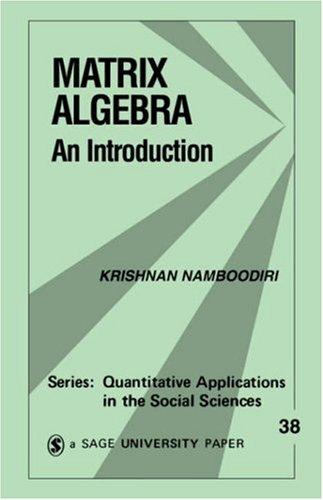 MATRIX
ALGEBRA
An Introduction
KRISHNAN NAMBOODIRI
Series: Quantitative Applications
in the Social Sciences
38
a SAGE UNIVERSITY PAPER